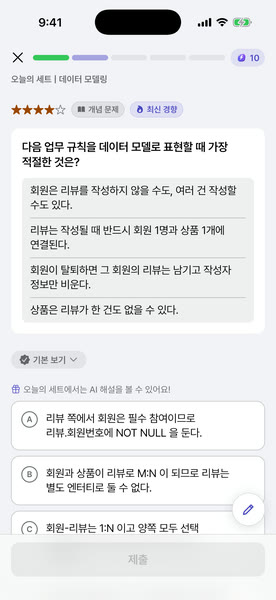 9:41
10
오늘의 세트 | 데이터 모델링
개념 문제
최신 경향
다음 업무 규칙을 데이터 모델로 표현할 때 가장
적절한 것은?
회원은 리뷰를 작성하지 않을 수도, 여러 건 작성할
수도 있다.
리뷰는 작성될 때 반드시 회원 1명과 상품 1개에
연결된다.
회원이 탈퇴하면 그 회원의 리뷰는 남기고 작성자
정보만 비운다.
상품은 리뷰가 한 건도 없을 수 있다.
기본 보기
오늘의 세트에서는 AI 해설을 볼 수 있어요!
A
리뷰 쪽에서 회원은 필수 참여이므로
리뷰.회원번호에 NOT NULL 을 둔다.
B
회원과 상품이 리뷰로 M:N 이 되므로 리뷰는
별도 엔터티로 둘 수 없다.
C
회원-리뷰는 1:N 이고 양쪽 모두 선택
제출